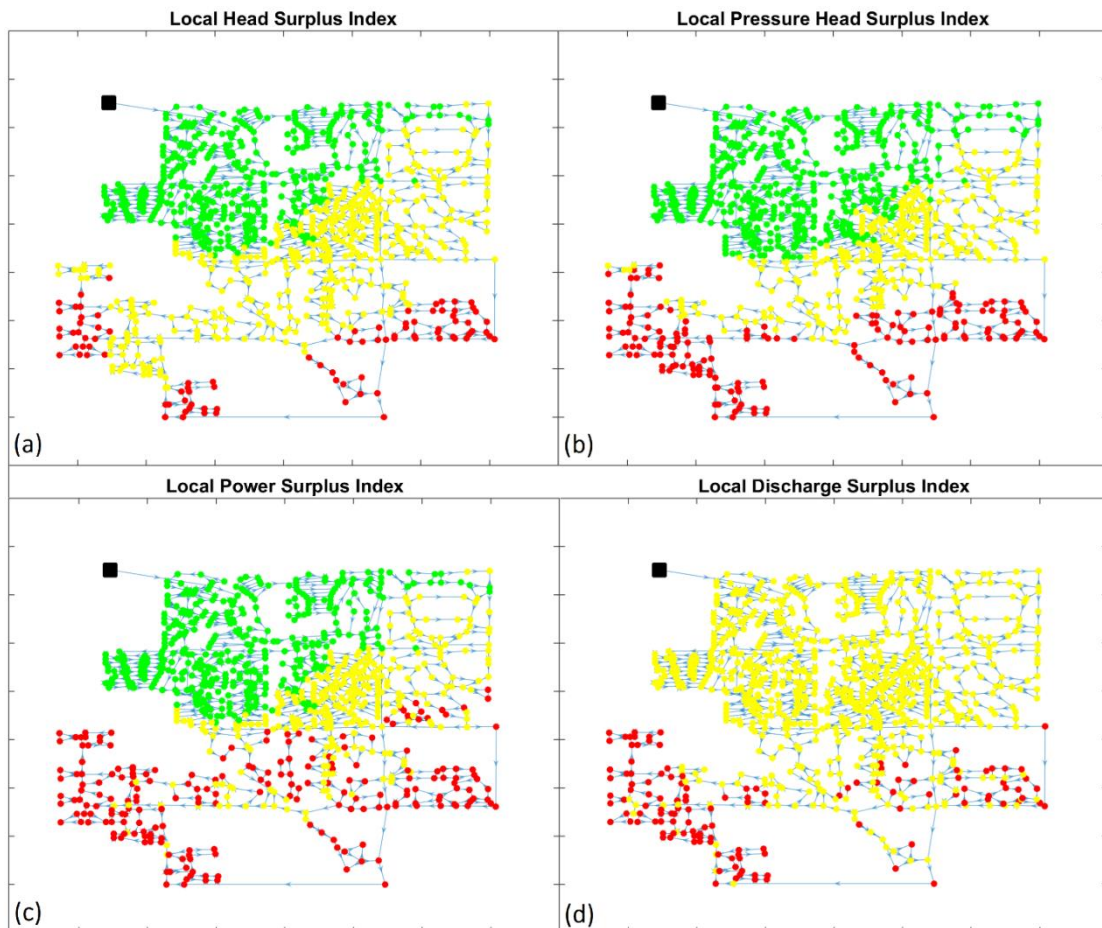 Local Head Surplus Index
Local Pressure Head Surplus Index
(a)
(b)
Local Power Surplus Index
Local Discharge Surplus Index
(c)
(d)